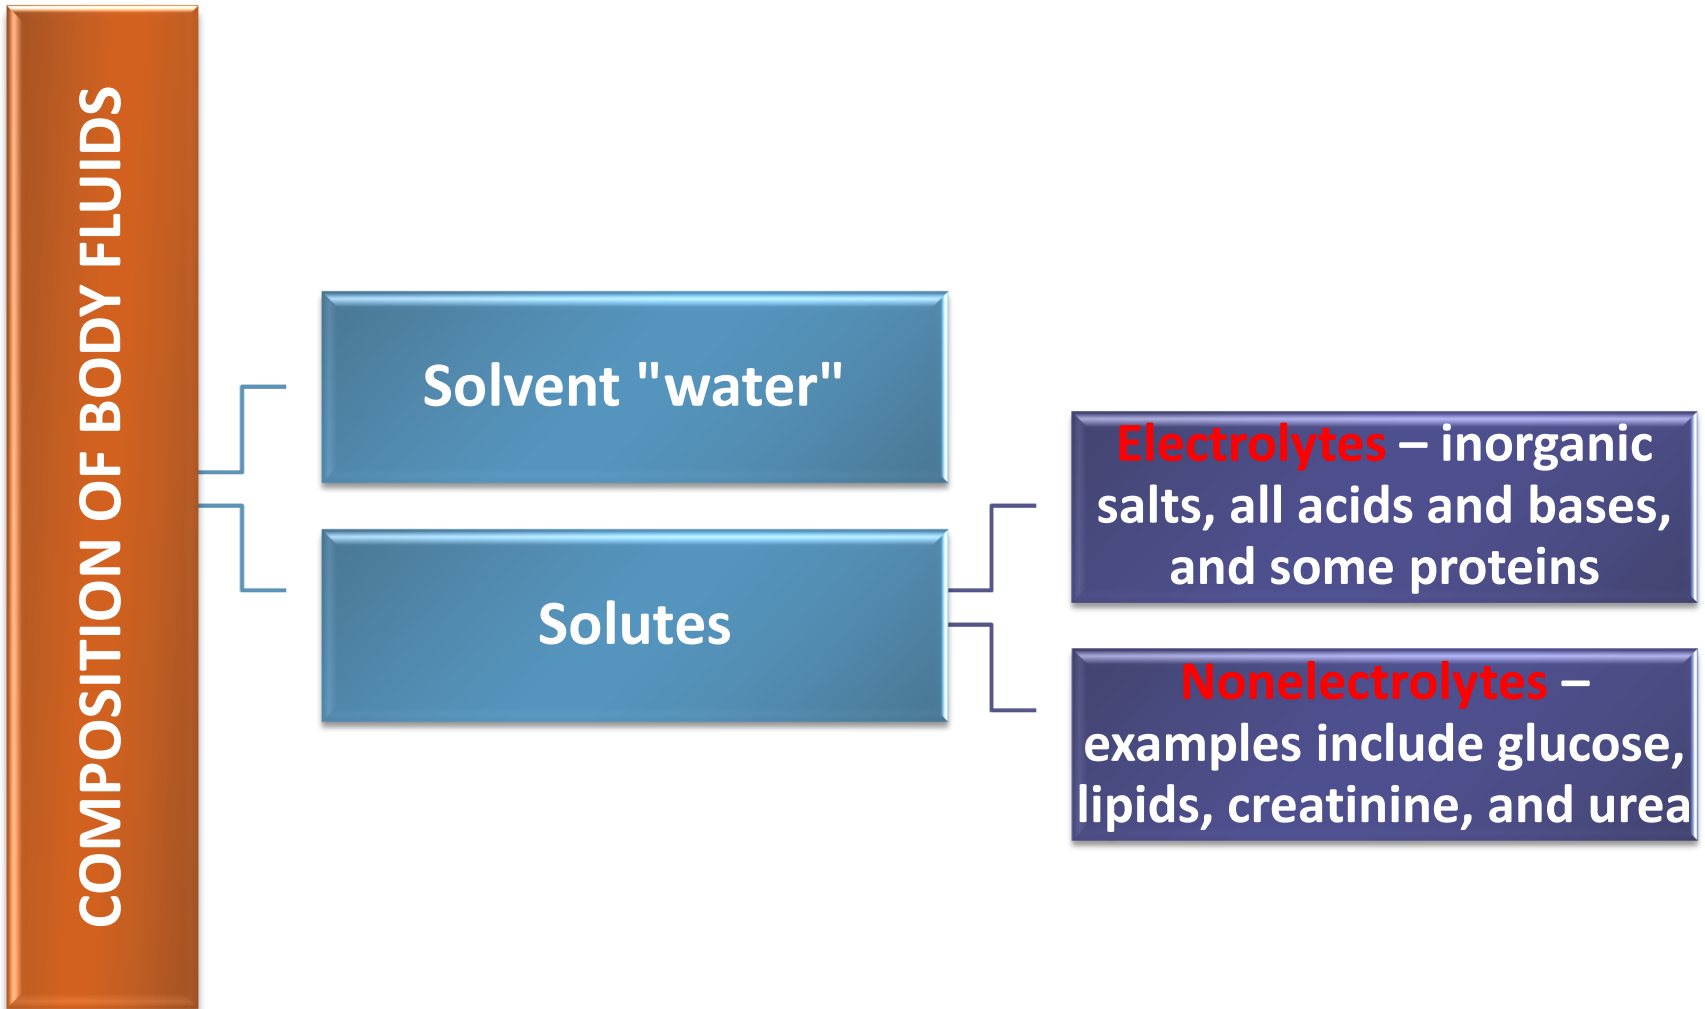 COMPOSITION OF BODY FLUIDS
Solvent "water"
Solutes
Electrolytes – inorganic
salts, all acids and bases,
and some proteins
Nonelectrolytes –
examples include glucose,
lipids, creatinine, and urea